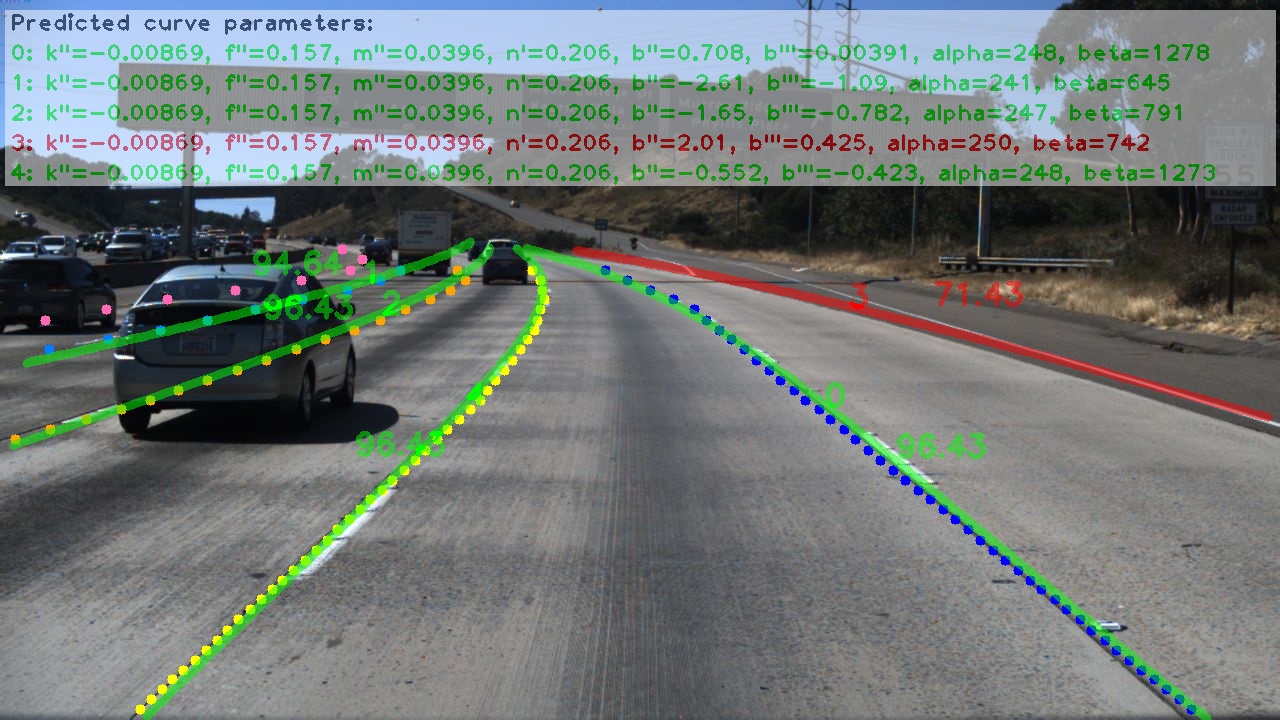 Predicted curve parameters:
0: k''=-0.00869, f''=0.157, m''=0.0396, n'=0.206, b''=0.708, b'''=0.00391, alpha=248, beta=1278
1: k''=-0.00869, f''=0.157, m''=0.0396, n'=0.206, b''=-2.61, b'''=-1.09, alpha=241, beta=645
2: k''=-0.00869, f''=0.157, m''=0.0396, n'=0.206, b''=-1.65, b'''=-0.782, alpha=247, beta=791
3: k''=-0.00869, f''=0.157, m''=0.0396, n'=0.206, b''=2.01, b'''=0.425, alpha=250, beta=742
4: k''=-0.00869, f''=0.157, m''=0.0396, n'=0.206, b''=-0.552, b'''=-0.423, alpha=248, beta=1273
55
MAXIMUM
RADAR
ENFORCED
94.64 1
96.43 2
3 71.43
0
96.43
96.43